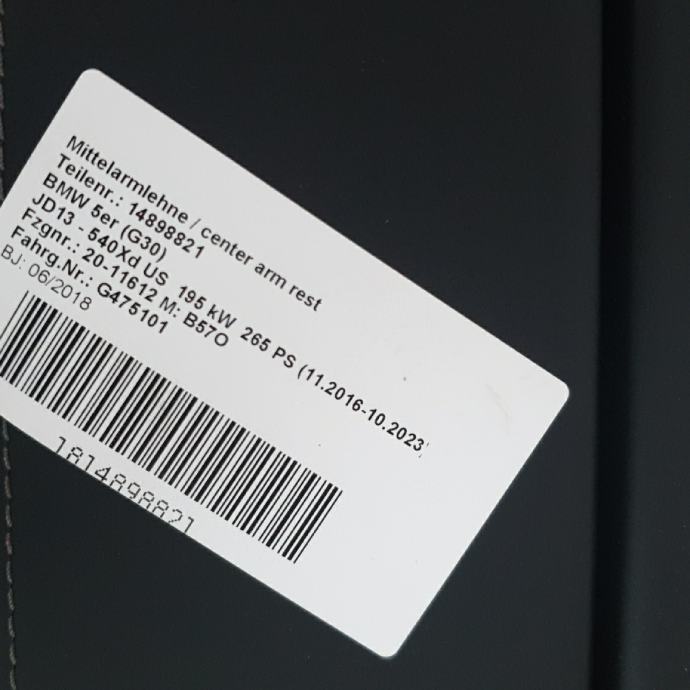 Mittelarmlehne / center arm rest
Teilenr.: 14898821
BMW 5er (G30)
JD13 - 540Xd US 195 kW 265 PS (11.2016-10.2023)
Fzgnr.: 20-11612 M: B57O
Fahrg.Nr.: G475101
BJ: 06/2018
1814898821